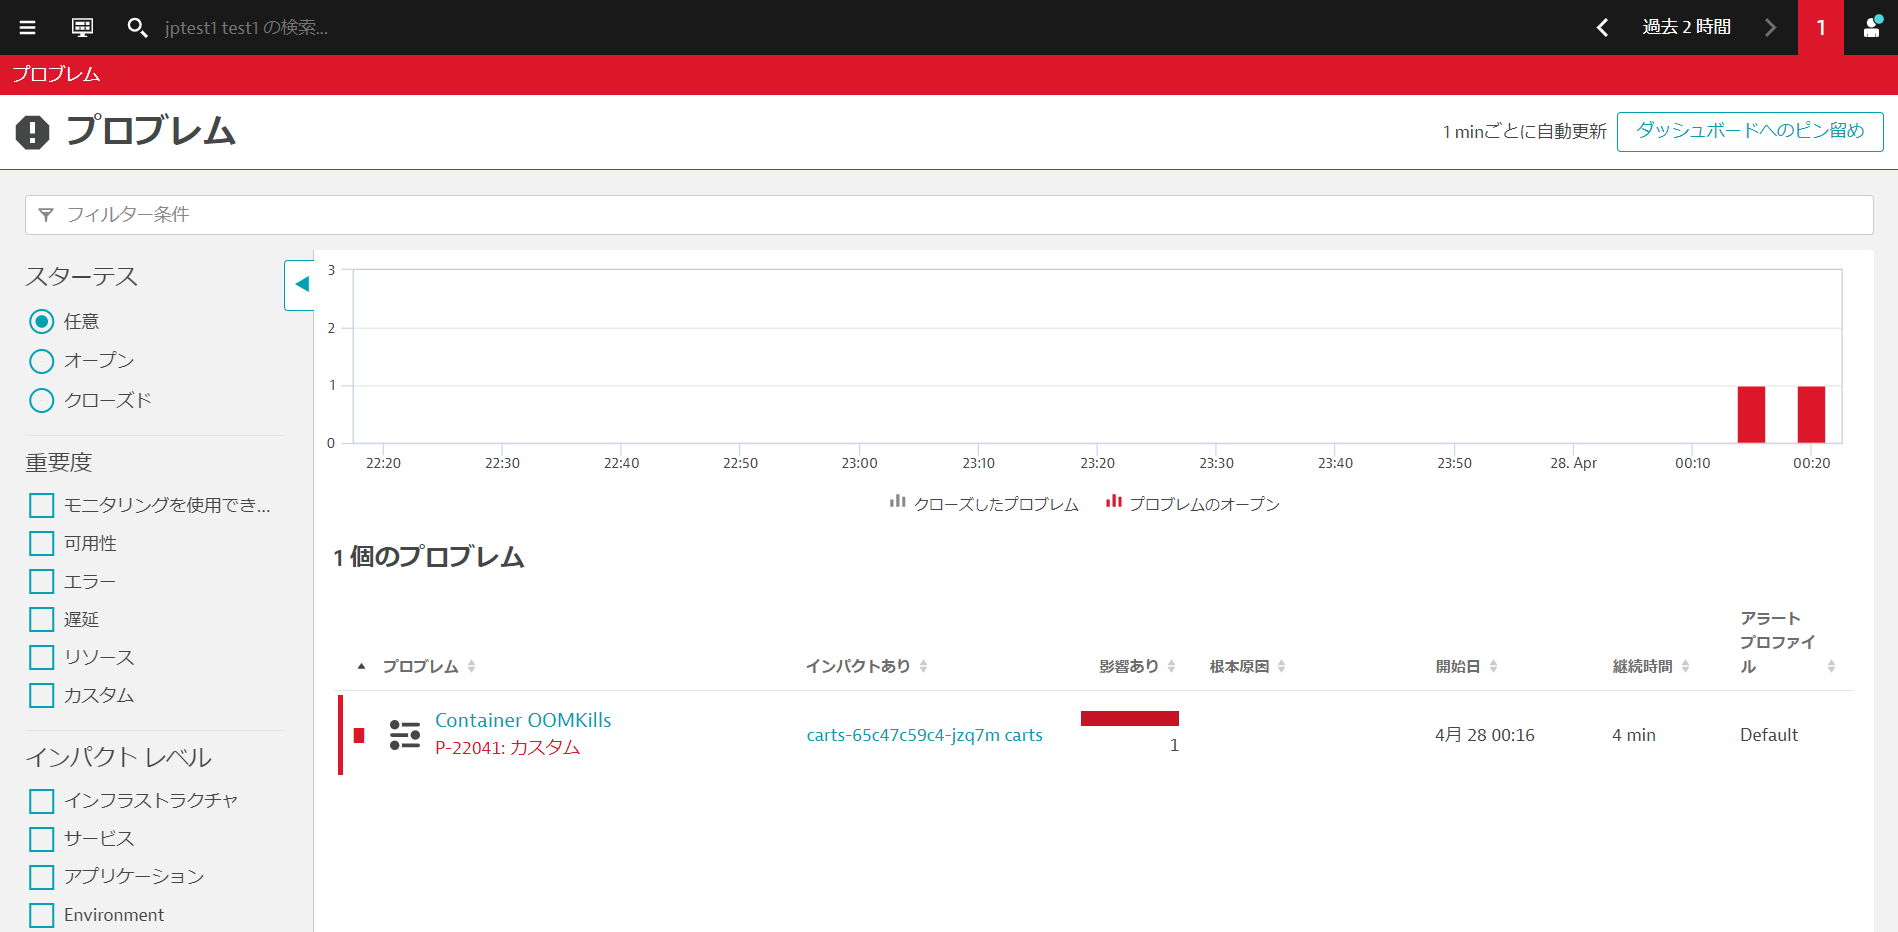 jptest1 test1 の検索...
過去 2 時間
1
プロブレム
プロブレム
1 minごとに自動更新
ダッシュボードへのピン留め
フィルター条件
スターテス
任意
オープン
クローズド
重要度
モニタリングを使用でき...
可用性
エラー
遅延
リソース
カスタム
インパクト レベル
インフラストラクチャ
サービス
アプリケーション
Environment
3
2
1
0
22:20 22:30 22:40 22:50 23:00 23:10 23:20 23:30 23:40 23:50 28. Apr 00:10 00:20
クローズしたプロブレム プロブレムのオープン
1 個のプロブレム
プロブレム インパクトあり 影響あり 根本原因 開始日 継続時間
アラート
プロファイ
ル
Container OOMKills
P-22041: カスタム
carts-65c47c59c4-jzq7m carts
1
4月 28 00:16
4 min
Default